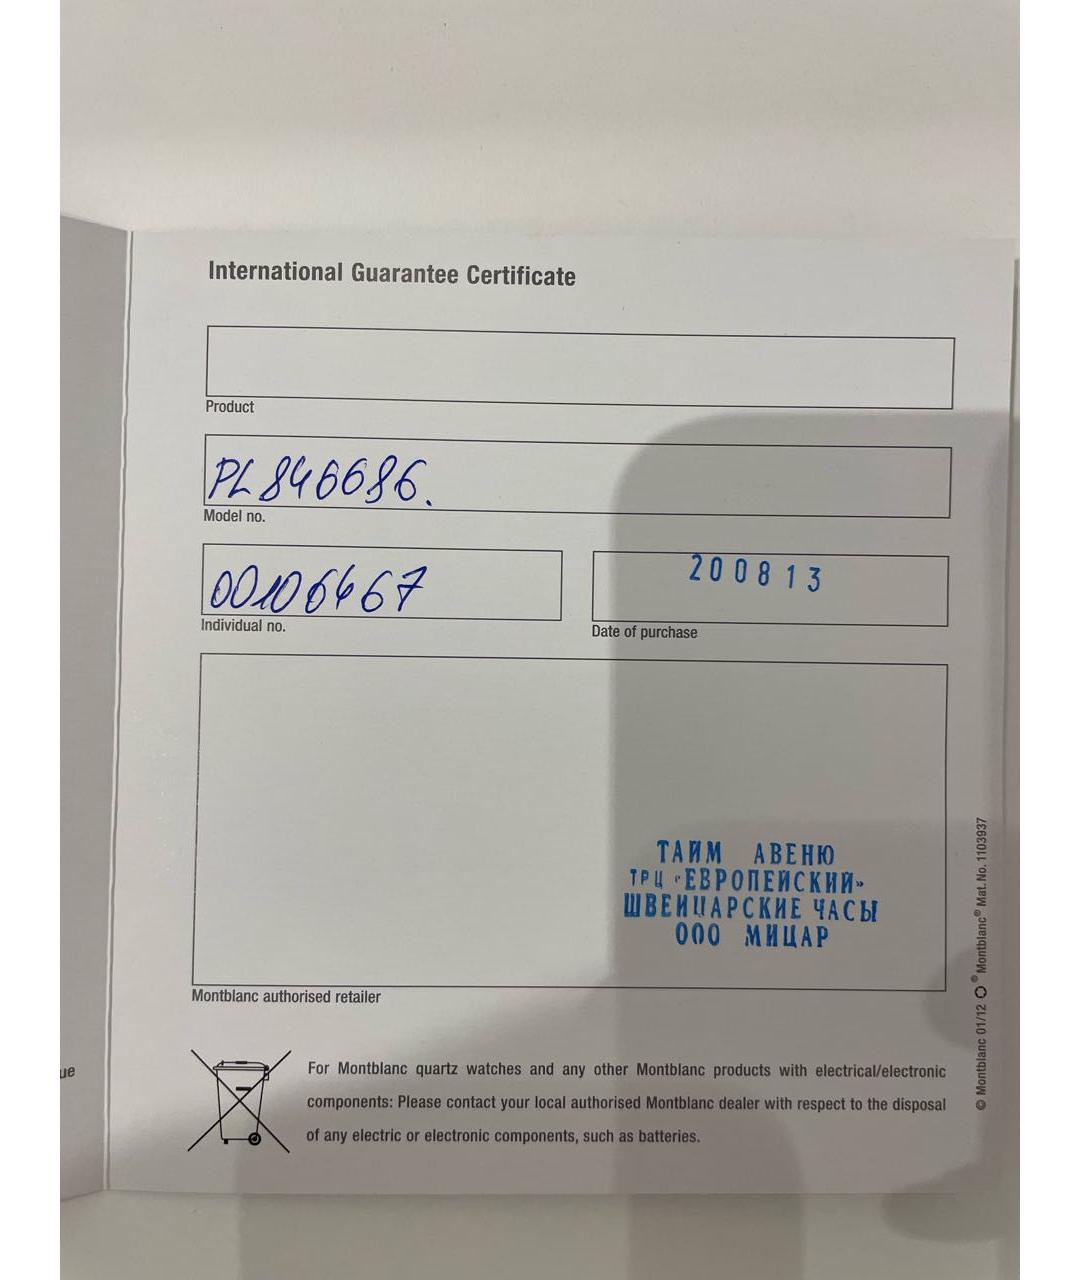 International Guarantee Certificate
Product
PL 846686.
Model no.
00106467
Individual no.
200813
Date of purchase
ТАЙМ АВЕНЮ
ТРЦ «ЕВРОПЕЙСКИЙ»
ШВЕЙЦАРСКИЕ ЧАСЫ
ООО МИЦАР
Montblanc authorised retailer
© Montblanc 01/12 ® Montblanc® Mat. No. 1103937
ue
For Montblanc quartz watches and any other Montblanc products with electrical/electronic
components: Please contact your local authorised Montblanc dealer with respect to the disposal
of any electric or electronic components, such as batteries.